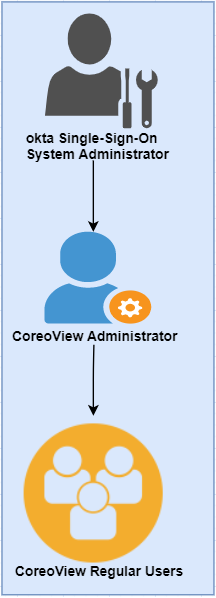 okta Single-Sign-On
System Administrator
CoreoView Administrator
CoreoView Regular Users